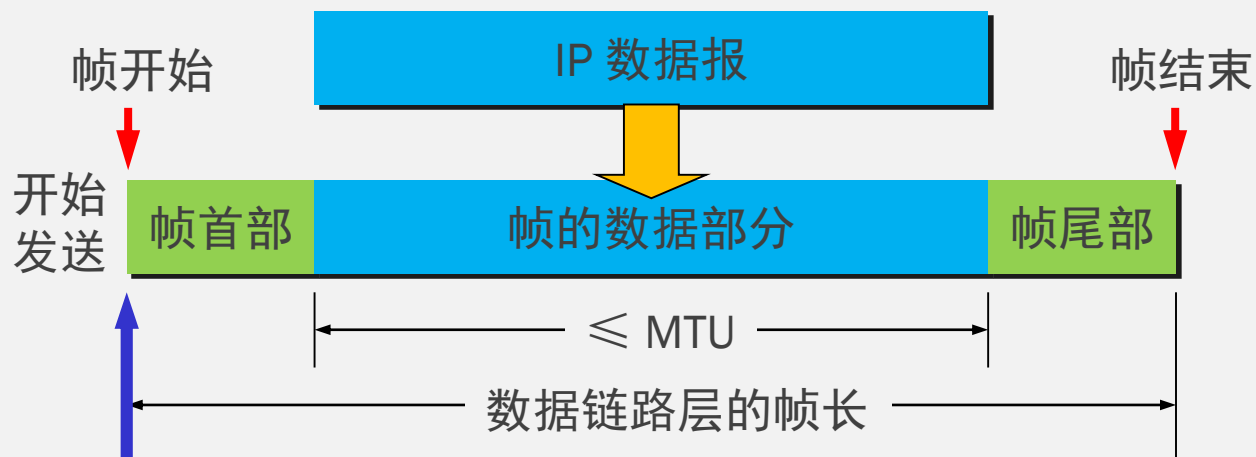 IP 数据报
帧开始
帧结束
开始
发送
帧首部
帧的数据部分
帧尾部
≤ MTU
数据链路层的帧长